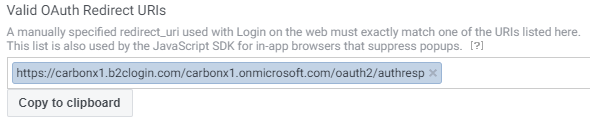 Valid OAuth Redirect URIs
A manually specified redirect_uri used with Login on the web must exactly match one of the URIs listed here.
This list is also used by the JavaScript SDK for in-app browsers that suppress popups. [?]
https://carbonx1.b2clogin.com/carbonx1.onmicrosoft.com/oauth2/authresp ×
Copy to clipboard